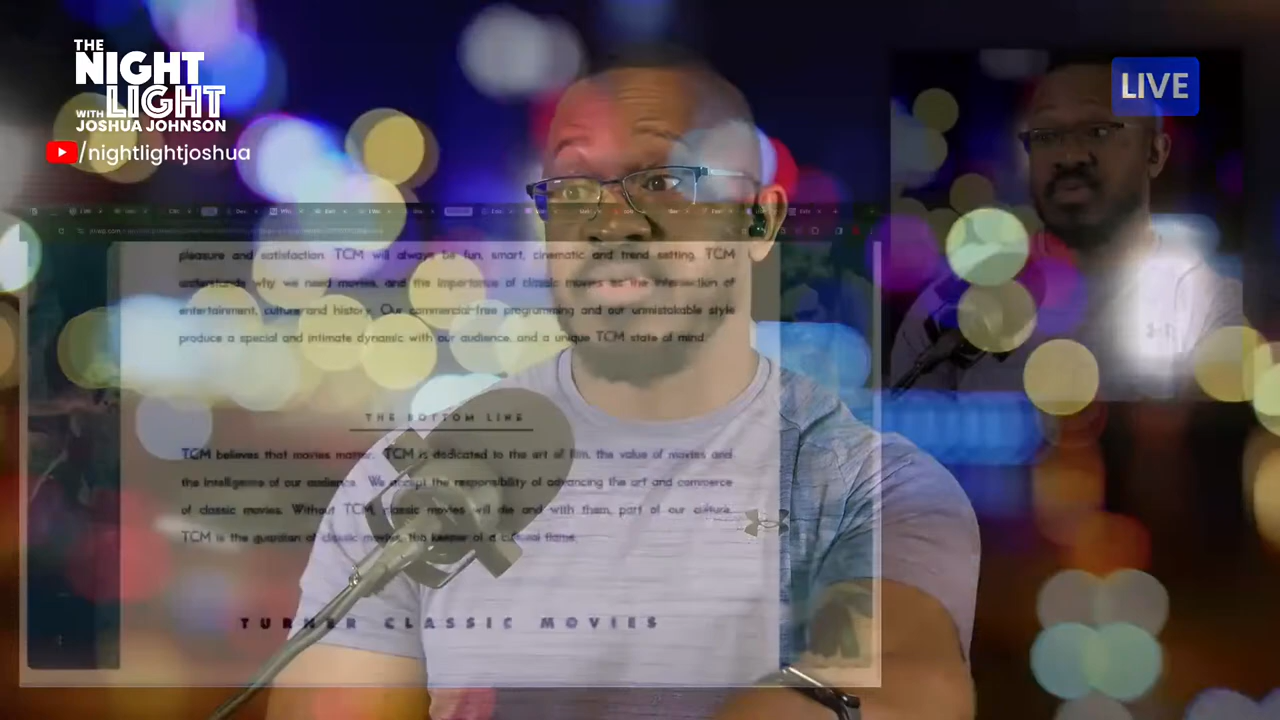 THE
NIGHT
LIGHT
WITH
JOSHUA JOHNSON
/nightlightjoshua
LIVE
pleasure and satisfaction. TCM will always be fun, smart, cinematic and trend setting. TCM
understands why we need movies, and the importance of classic movies as the intersection of
entertainment, culture and history. Our commercial-free programming and our unmistakable style
produce a special and intimate dynamic with our audience, and a unique TCM state of mind.
THE BOTTOM LINE
TCM believes that movies matter. TCM is dedicated to the art of film, the value of movies and
the intelligence of our audience. We accept the responsibility of advancing the art and commerce
of classic movies. Without TCM, classic movies will die and with them, part of our culture.
TCM is the guardian of classic movies, the keeper of a cultural flame.
TURNER CLASSIC MOVIES